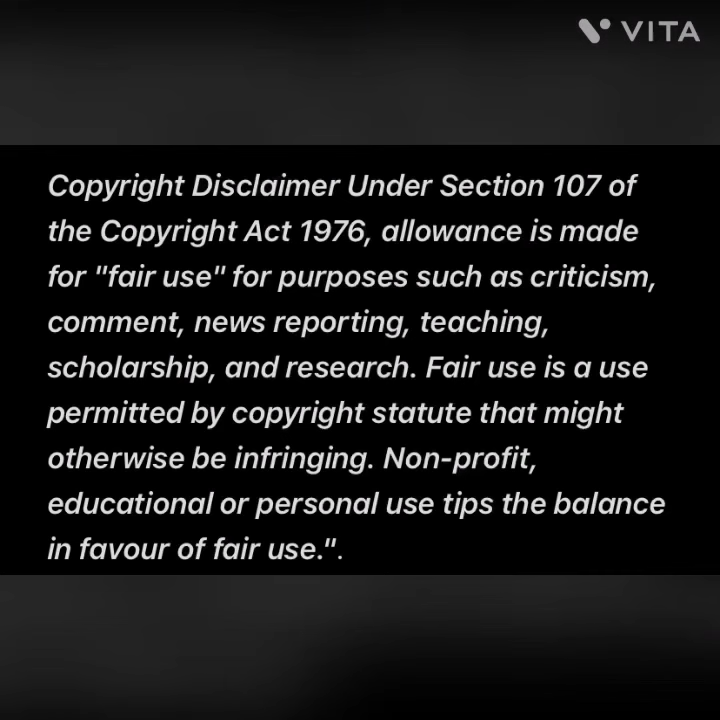 VITA
Copyright Disclaimer Under Section 107 of
the Copyright Act 1976, allowance is made
for "fair use" for purposes such as criticism,
comment, news reporting, teaching,
scholarship, and research. Fair use is a use
permitted by copyright statute that might
otherwise be infringing. Non-profit,
educational or personal use tips the balance
in favour of fair use.".